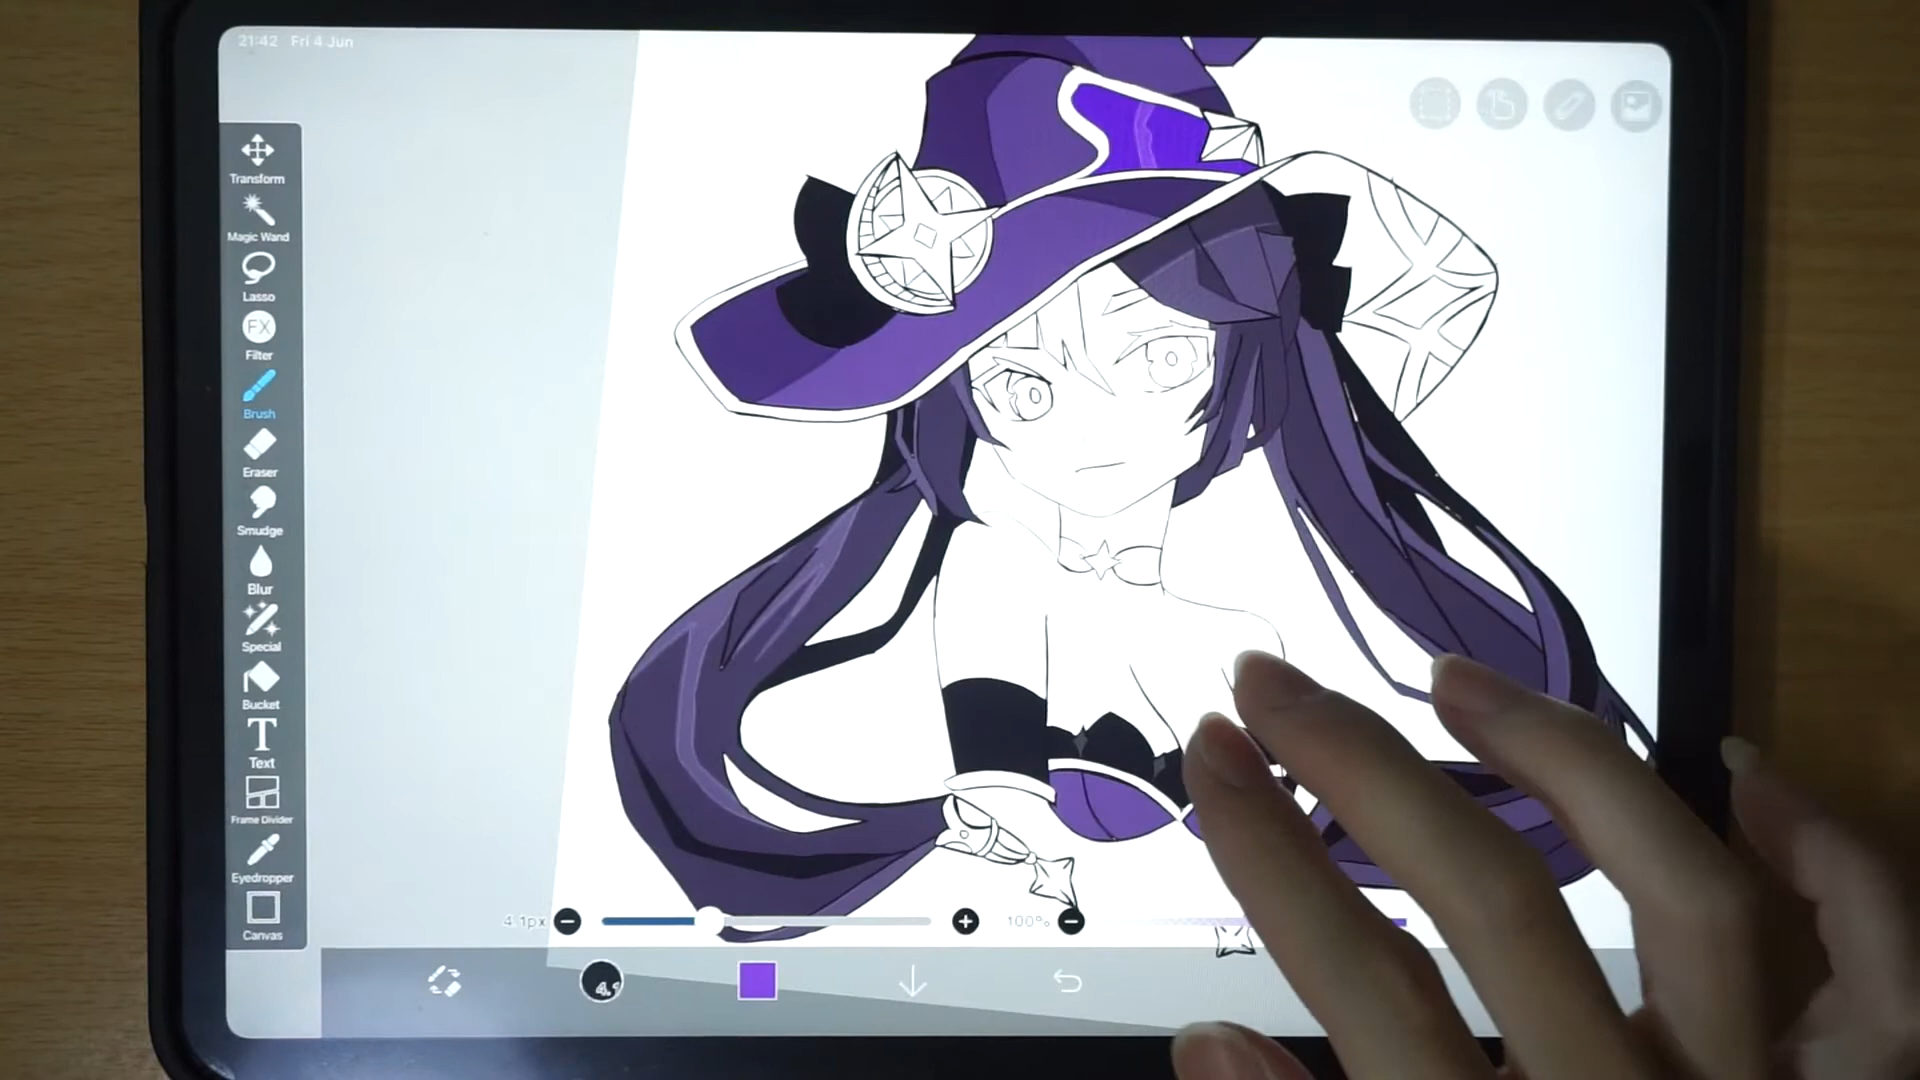 21:42 Fri 4 Jun
Transform
Magic Wand
Lasso
FX
Filter
Brush
Eraser
Smudge
Blur
Special
Bucket
T
Text
Frame Divider
Eyedropper
Canvas
4.1px
100%